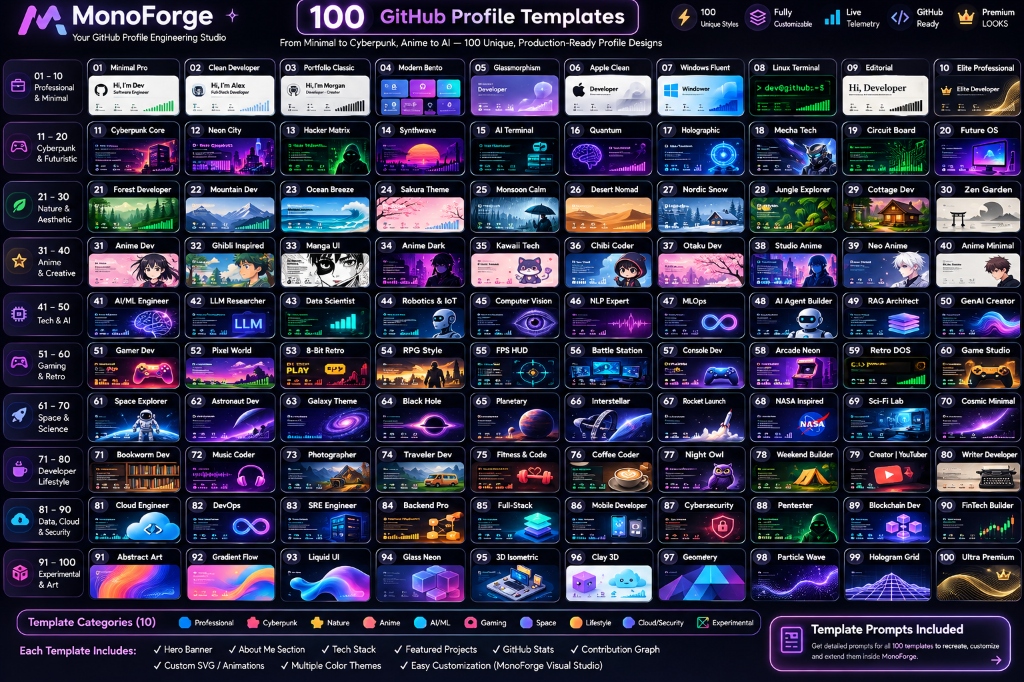 MonoForge
Your GitHub Profile Engineering Studio
100 GitHub Profile Templates
From Minimal to Cyberpunk, Anime to AI — 100 Unique, Production-Ready Profile Designs
100 Unique Styles
Fully Customizable
Live Telemetry
GitHub Ready
Premium LOOKS
01 – 10 Professional & Minimal
01 Minimal Pro
Hi, I'm Dev
Software Engineer
02 Clean Developer
Hi, I'm Alex
Full-Stack Developer
03 Portfolio Classic
Hi, I'm Morgan
Developer · Creator
04 Modern Bento
05 Glassmorphism
Developer
06 Apple Clean
Developer
07 Windows Fluent
Windower
08 Linux Terminal
> dev@github:~$
09 Editorial
Hi, Developer
10 Elite Professional
Elite Developer
11 – 20 Cyberpunk & Futuristic
11 Cyberpunk Core
12 Neon City
13 Hacker Matrix
14 Synthwave
15 AI Terminal
16 Quantum
17 Holographic
18 Mecha Tech
19 Circuit Board
20 Future OS
21 – 30 Nature & Aesthetic
21 Forest Developer
22 Mountain Dev
23 Ocean Breeze
24 Sakura Theme
25 Monsoon Calm
26 Desert Nomad
27 Nordic Snow
28 Jungle Explorer
29 Cottage Dev
30 Zen Garden
31 – 40 Anime & Creative
31 Anime Dev
32 Ghibli Inspired
33 Manga UI
34 Anime Dark
35 Kawaii Tech
36 Chibi Coder
37 Otaku Dev
38 Studio Anime
39 Neo Anime
40 Anime Minimal
41 – 50 Tech & AI
41 AI/ML Engineer
42 LLM Researcher
LLM
43 Data Scientist
44 Robotics & IoT
45 Computer Vision
46 NLP Expert
47 MLOps
48 AI Agent Builder
49 RAG Architect
50 GenAI Creator
51 – 60 Gaming & Retro
51 Gamer Dev
52 Pixel World
53 8-Bit Retro
PLAY
54 RPG Style
55 FPS HUD
56 Battle Station
57 Console Dev
58 Arcade Neon
59 Retro DOS
60 Game Studio
61 – 70 Space & Science
61 Space Explorer
62 Astronaut Dev
63 Galaxy Theme
64 Black Hole
65 Planetary
66 Interstellar
67 Rocket Launch
68 NASA Inspired
NASA
69 Sci-Fi Lab
70 Cosmic Minimal
71 – 80 Developer Lifestyle
71 Bookworm Dev
72 Music Coder
73 Photographer
74 Traveler Dev
75 Fitness & Code
76 Coffee Coder
77 Night Owl
78 Weekend Builder
79 Creator | YouTuber
80 Writer Developer
81 – 90 Data, Cloud & Security
81 Cloud Engineer
82 DevOps
83 SRE Engineer
84 Backend Pro
85 Full-Stack
86 Mobile Developer
87 Cybersecurity
88 Pentester
89 Blockchain Dev
90 FinTech Builder
91 – 100 Experimental & Art
91 Abstract Art
92 Gradient Flow
93 Liquid UI
94 Glass Neon
95 3D Isometric
96 Clay 3D
97 Geometry
98 Particle Wave
99 Hologram Grid
100 Ultra Premium
Template Categories (10) Professional Cyberpunk Nature Anime AI/ML Gaming Space Lifestyle Cloud/Security Experimental
Each Template Includes: ✓ Hero Banner ✓ About Me Section ✓ Tech Stack ✓ Featured Projects ✓ GitHub Stats ✓ Contribution Graph
✓ Custom SVG / Animations ✓ Multiple Color Themes ✓ Easy Customization (MonoForge Visual Studio)
Template Prompts Included
Get detailed prompts for all 100 templates to recreate, customize
and extend them inside MonoForge.